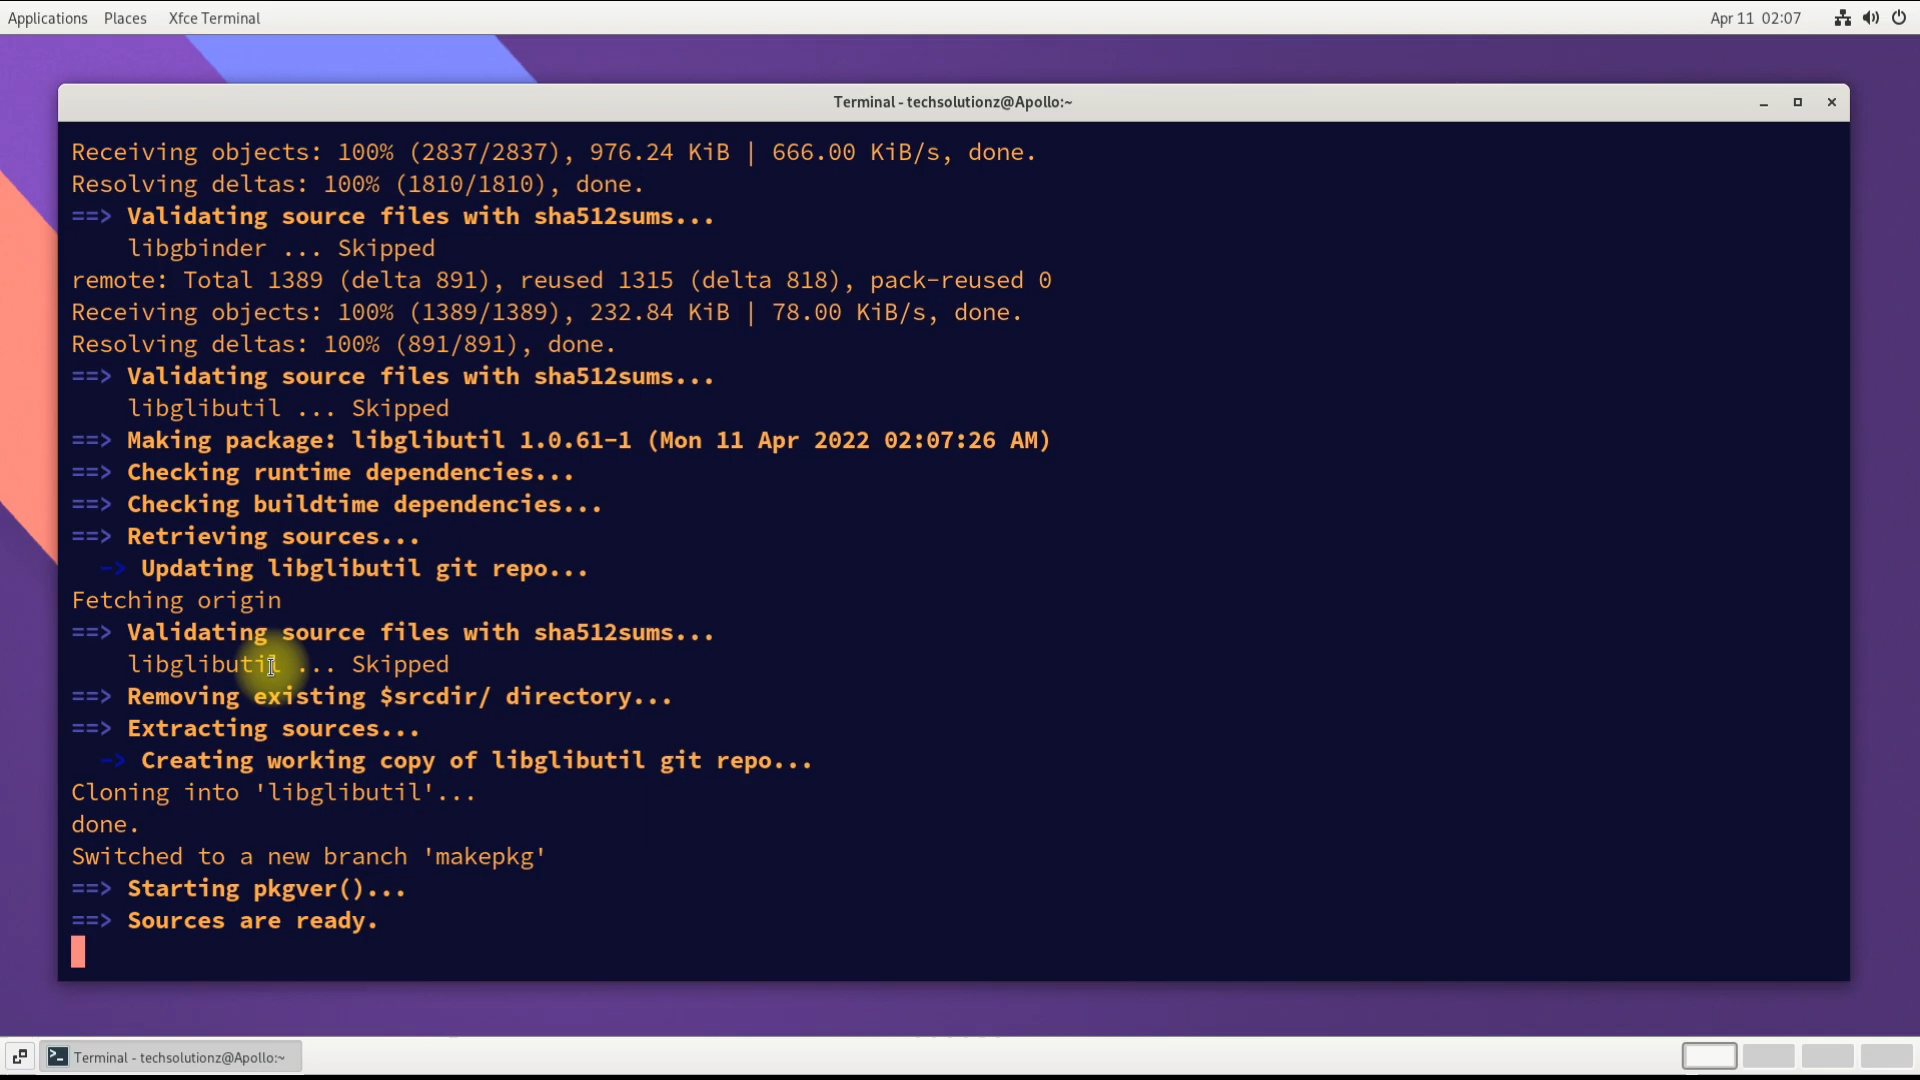 Applications Places Xfce Terminal Apr 11 02:07
Terminal - techsolutionz@Apollo:~
Receiving objects: 100% (2837/2837), 976.24 KiB | 666.00 KiB/s, done.
Resolving deltas: 100% (1810/1810), done.
==> Validating source files with sha512sums...
libgbinder ... Skipped
remote: Total 1389 (delta 891), reused 1315 (delta 818), pack-reused 0
Receiving objects: 100% (1389/1389), 232.84 KiB | 78.00 KiB/s, done.
Resolving deltas: 100% (891/891), done.
==> Validating source files with sha512sums...
libglibutil ... Skipped
==> Making package: libglibutil 1.0.61-1 (Mon 11 Apr 2022 02:07:26 AM)
==> Checking runtime dependencies...
==> Checking buildtime dependencies...
==> Retrieving sources...
-> Updating libglibutil git repo...
Fetching origin
==> Validating source files with sha512sums...
libglibutil ... Skipped
==> Removing existing $srcdir/ directory...
==> Extracting sources...
-> Creating working copy of libglibutil git repo...
Cloning into 'libglibutil'...
done.
Switched to a new branch 'makepkg'
==> Starting pkgver()...
==> Sources are ready.
Terminal - techsolutionz@Apollo:~